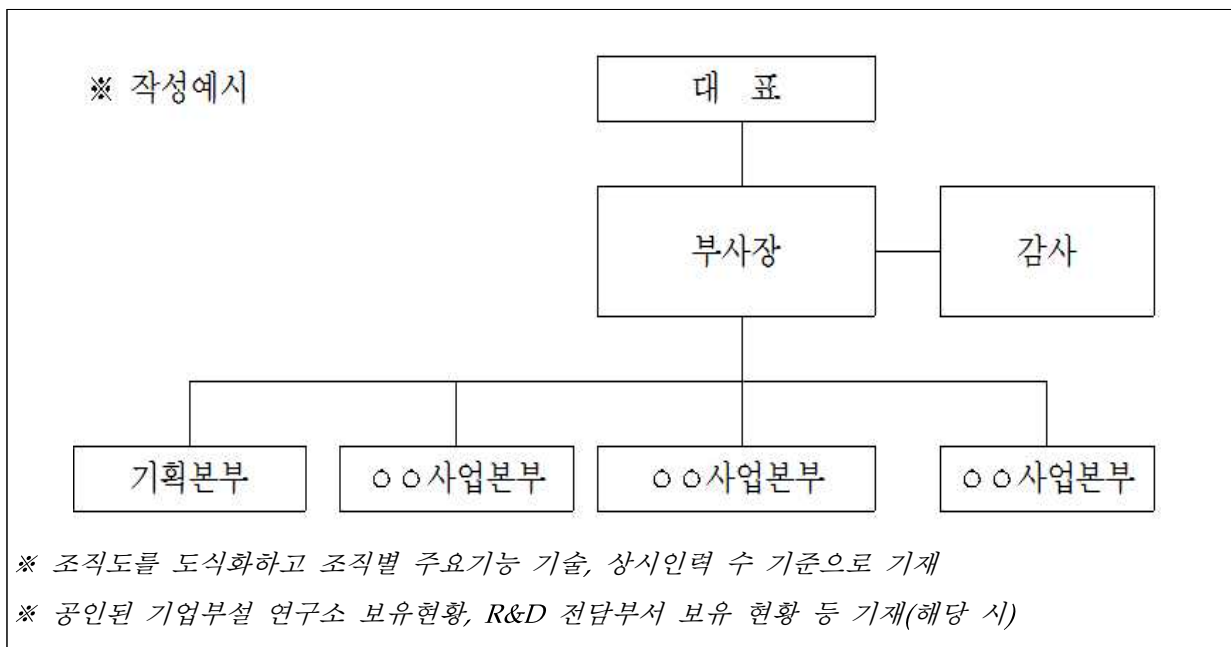 ※ 작성예시
대 표
부사장
감사
기획본부
○○사업본부
○○사업본부
○○사업본부
※ 조직도를 도식화하고 조직별 주요기능 기술, 상시인력 수 기준으로 기재
※ 공인된 기업부설 연구소 보유현황, R&D 전담부서 보유 현황 등 기재(해당 시)